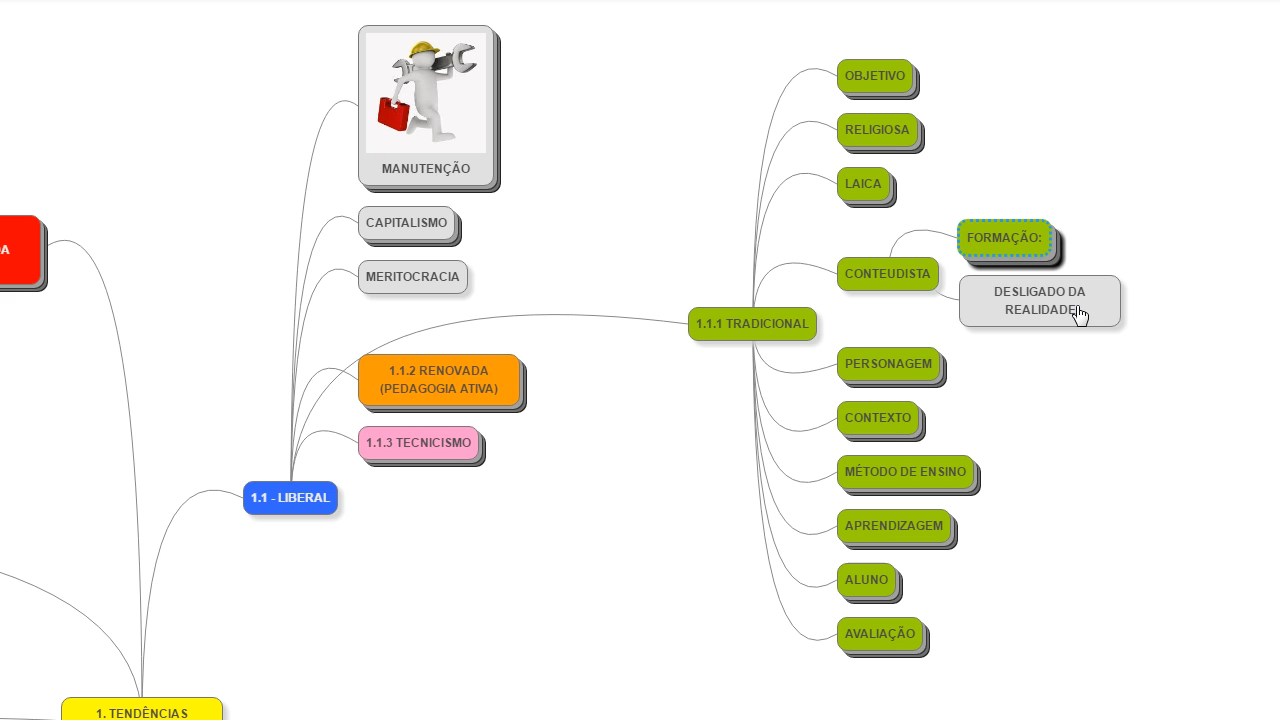 MANUTENÇÃO
CAPITALISMO
MERITOCRACIA
1.1.2 RENOVADA
(PEDAGOGIA ATIVA)
1.1.3 TECNICISMO
1.1 - LIBERAL
1. TENDÊNCIAS
1.1.1 TRADICIONAL
OBJETIVO
RELIGIOSA
LAICA
CONTEUDISTA
FORMAÇÃO:
DESLIGADO DA
REALIDADE
PERSONAGEM
CONTEXTO
MÉTODO DE ENSINO
APRENDIZAGEM
ALUNO
AVALIAÇÃO